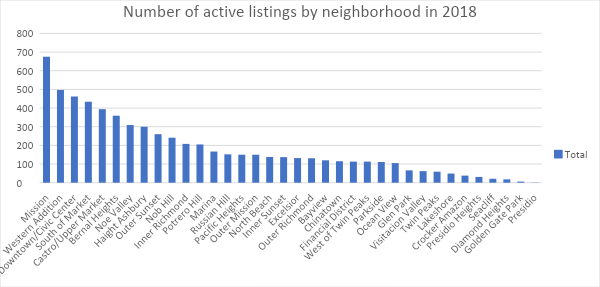 Number of active listings by neighborhood in 2018
800
700
600
500
400
300
200
100
0
Mission
Western Addition
Downtown/Civic Center
South of Market
Castro/Upper Market
Bernal Heights
Noe Valley
Haight Ashbury
Outer Sunset
Nob Hill
Inner Richmond
Potrero Hill
Marina
Russian Hill
Pacific Heights
Outer Mission
North Beach
Inner Sunset
Excelsior
Outer Richmond
Bayview
Chinatown
Financial District
West of Twin Peaks
Parkside
Ocean View
Glen Park
Visitacion Valley
Twin Peaks
Lakeshore
Crocker Amazon
Presidio Heights
Seacliff
Diamond Heights
Golden Gate Park
Presidio
Total